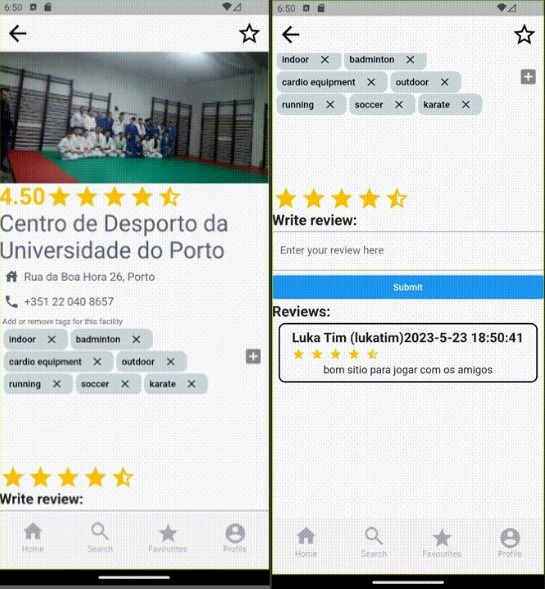 6:50
4.50
Centro de Desporto da
Universidade do Porto
Rua da Boa Hora 26, Porto
+351 22 040 8657
Add or remove tags for this facility
indoor X badminton X
cardio equipment X outdoor X
running X soccer X karate X
Write review:
Home Search Favourites Profile
6:50
indoor X badminton X
cardio equipment X outdoor X
running X soccer X karate X
Write review:
Enter your review here
Submit
Reviews:
Luka Tim (lukatim)2023-5-23 18:50:41
bom sítio para jogar com os amigos
Home Search Favourites Profile